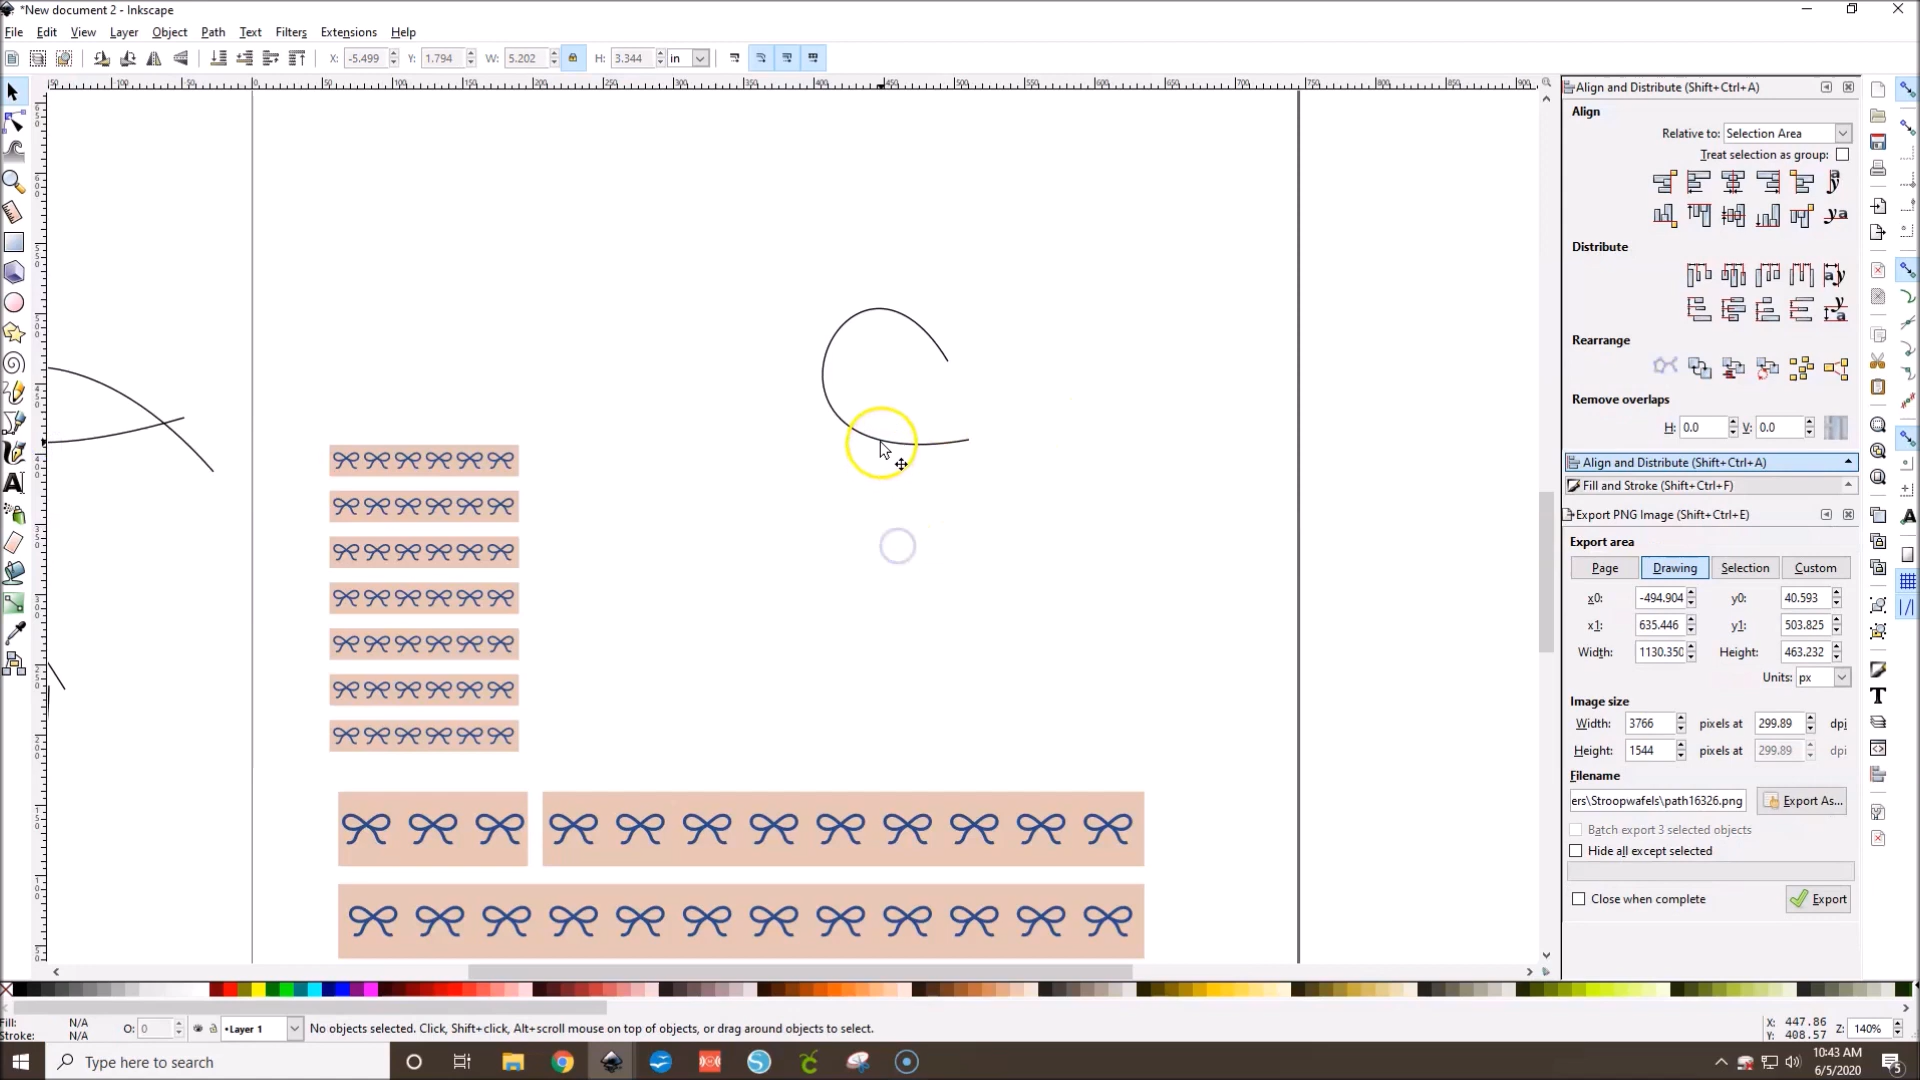 *New document 2 - Inkscape
File Edit View Layer Object Path Text Filters Extensions Help
X: -5.499 Y: 1.794 W: 5.202 H: 3.344 in
Align and Distribute (Shift+Ctrl+A)
Align
Relative to: Selection Area
Treat selection as group:
Distribute
Rearrange
Remove overlaps
H: 0.0 V: 0.0
Align and Distribute (Shift+Ctrl+A)
Fill and Stroke (Shift+Ctrl+F)
Export PNG Image (Shift+Ctrl+E)
Export area
Page Drawing Selection Custom
x0: -494.904 y0: 40.593
x1: 635.446 y1: 503.825
Width: 1130.350 Height: 463.232
Units: px
Image size
Width: 3766 pixels at 299.89 dpi
Height: 1544 pixels at 299.89 dpi
Filename
ers\Stroopwafels\path16326.png Export As...
Batch export 3 selected objects
Hide all except selected
Close when complete Export
Fill: N/A
Stroke: N/A
O: 0
•Layer 1
No objects selected. Click, Shift+click, Alt+scroll mouse on top of objects, or drag around objects to select.
X: 447.86
Y: 408.57
Z: 140%
Type here to search
10:43 AM
6/5/2020
5